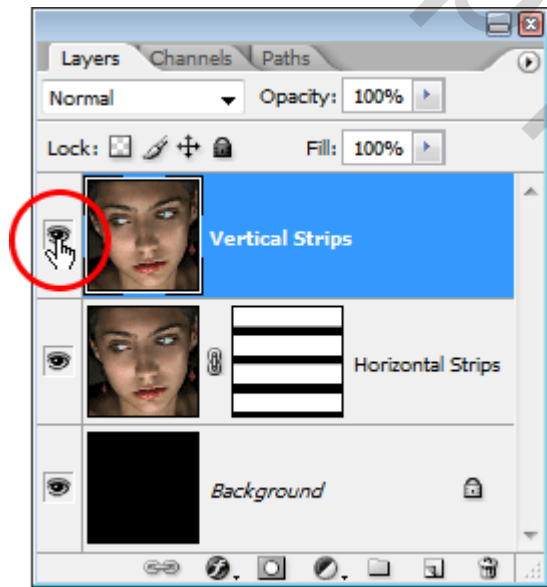 Layers Channels Paths
Normal Opacity: 100%
Lock: Fill: 100%
Vertical Strips
Horizontal Strips
Background